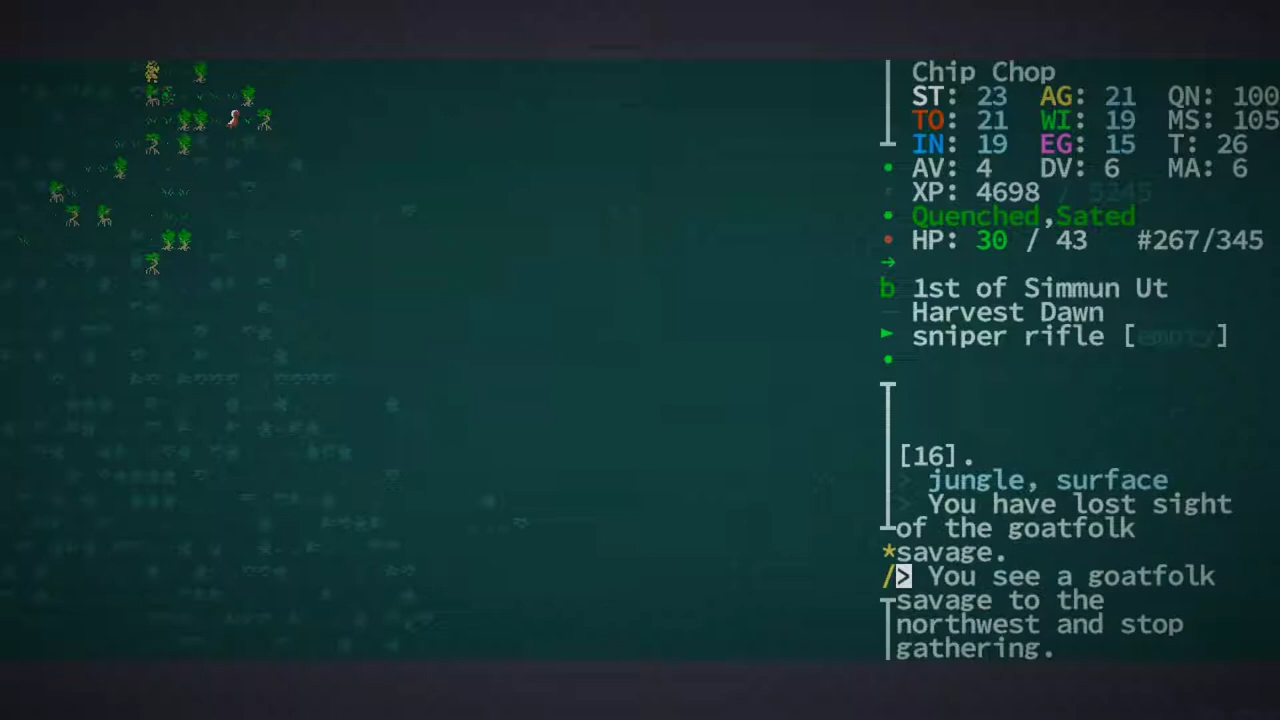 Chip Chop
ST: 23 AG: 21 QN: 100
TO: 21 WI: 19 MS: 105
IN: 19 EG: 15 T: 26
AV: 4 DV: 6 MA: 6
XP: 4698 / 5245
Quenched,Sated
HP: 30 / 43 #267/345
b 1st of Simmun Ut
Harvest Dawn
sniper rifle [empty]
[16].
> jungle, surface
> You have lost sight
of the goatfolk
*savage.
/> You see a goatfolk
savage to the
northwest and stop
gathering.